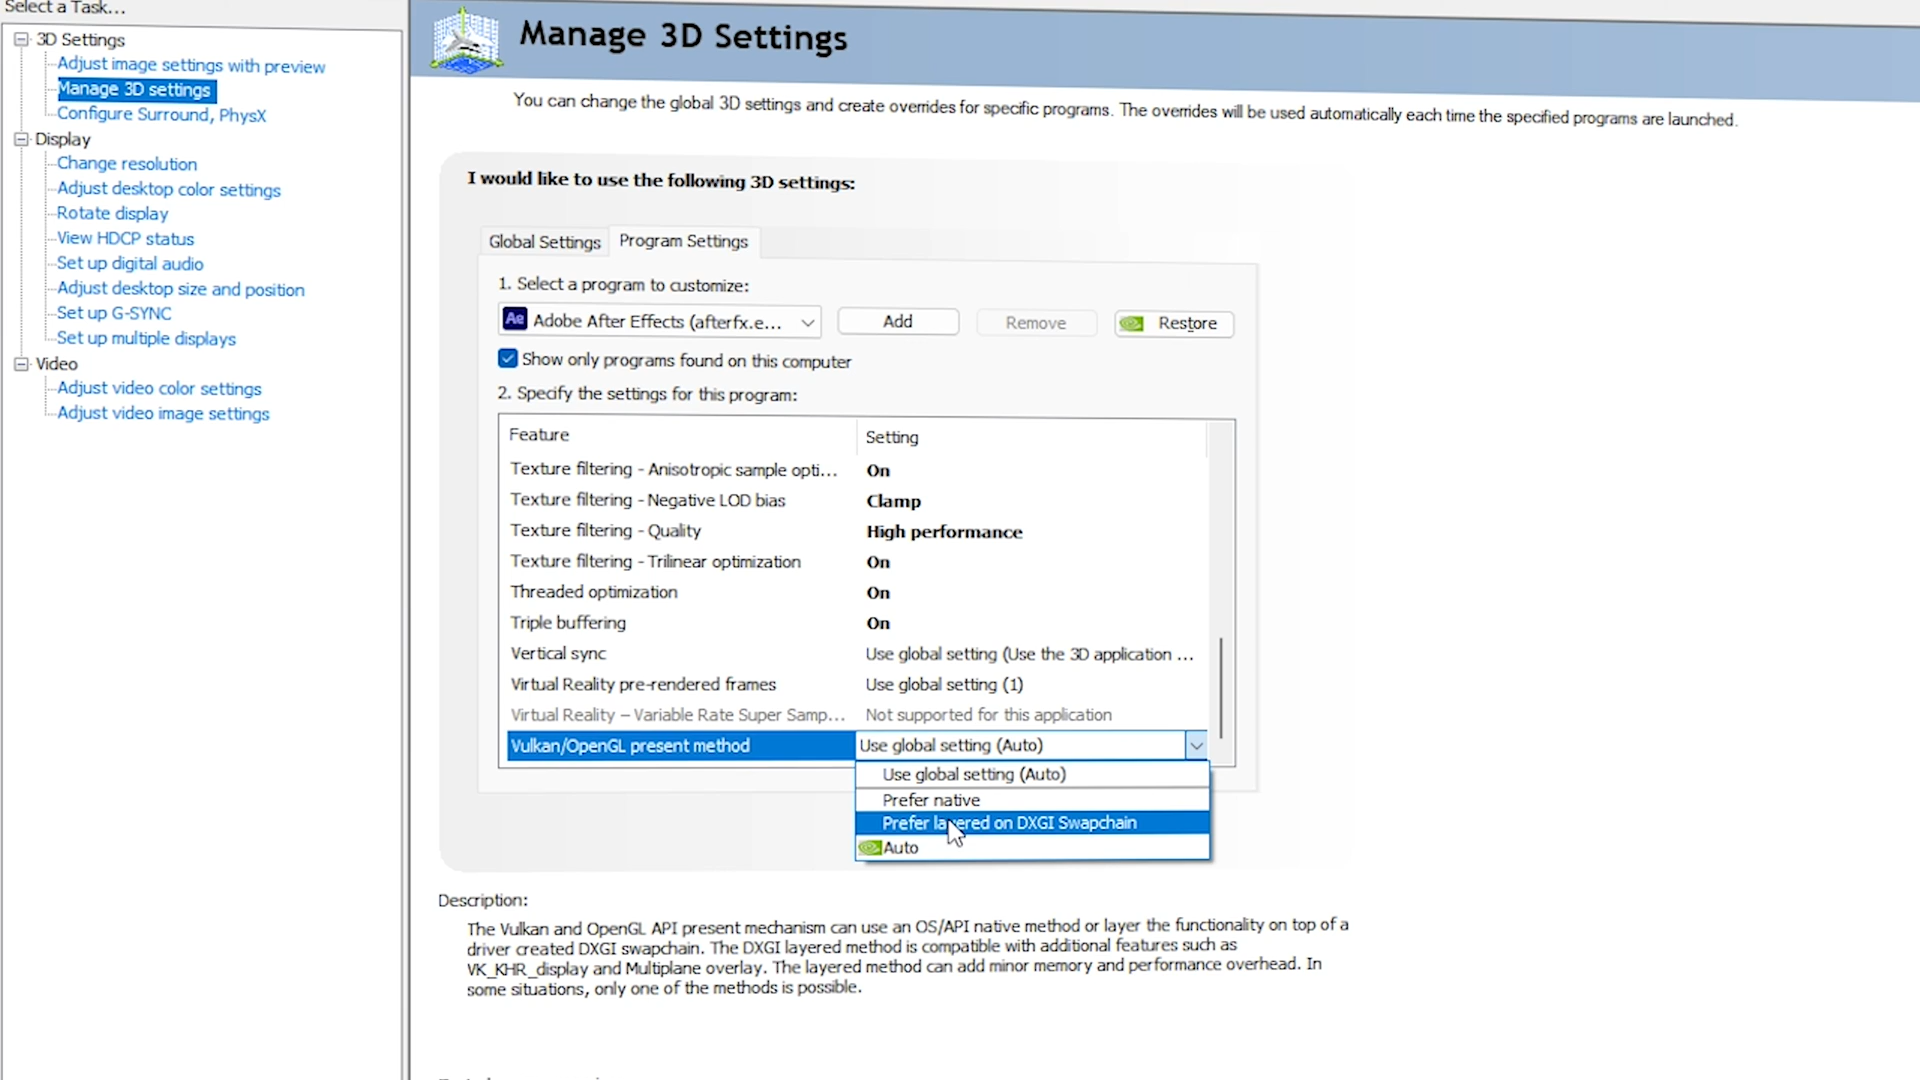 Select a Task...
3D Settings
Adjust image settings with preview
Manage 3D settings
Configure Surround, PhysX
Display
Change resolution
Adjust desktop color settings
Rotate display
View HDCP status
Set up digital audio
Adjust desktop size and position
Set up G-SYNC
Set up multiple displays
Video
Adjust video color settings
Adjust video image settings
Manage 3D Settings
You can change the global 3D settings and create overrides for specific programs. The overrides will be used automatically each time the specified programs are launched.
I would like to use the following 3D settings:
Global Settings Program Settings
1. Select a program to customize:
Ae Adobe After Effects (afterfx.e... Add Remove Restore
Show only programs found on this computer
2. Specify the settings for this program:
Feature Setting
Texture filtering - Anisotropic sample opti... On
Texture filtering - Negative LOD bias Clamp
Texture filtering - Quality High performance
Texture filtering - Trilinear optimization On
Threaded optimization On
Triple buffering On
Vertical sync Use global setting (Use the 3D application ...
Virtual Reality pre-rendered frames Use global setting (1)
Virtual Reality – Variable Rate Super Samp... Not supported for this application
Vulkan/OpenGL present method Use global setting (Auto)
Use global setting (Auto)
Prefer native
Prefer layered on DXGI Swapchain
Auto
Description:
The Vulkan and OpenGL API present mechanism can use an OS/API native method or layer the functionality on top of a
driver created DXGI swapchain. The DXGI layered method is compatible with additional features such as
VK_KHR_display and Multiplane overlay. The layered method can add minor memory and performance overhead. In
some situations, only one of the methods is possible.